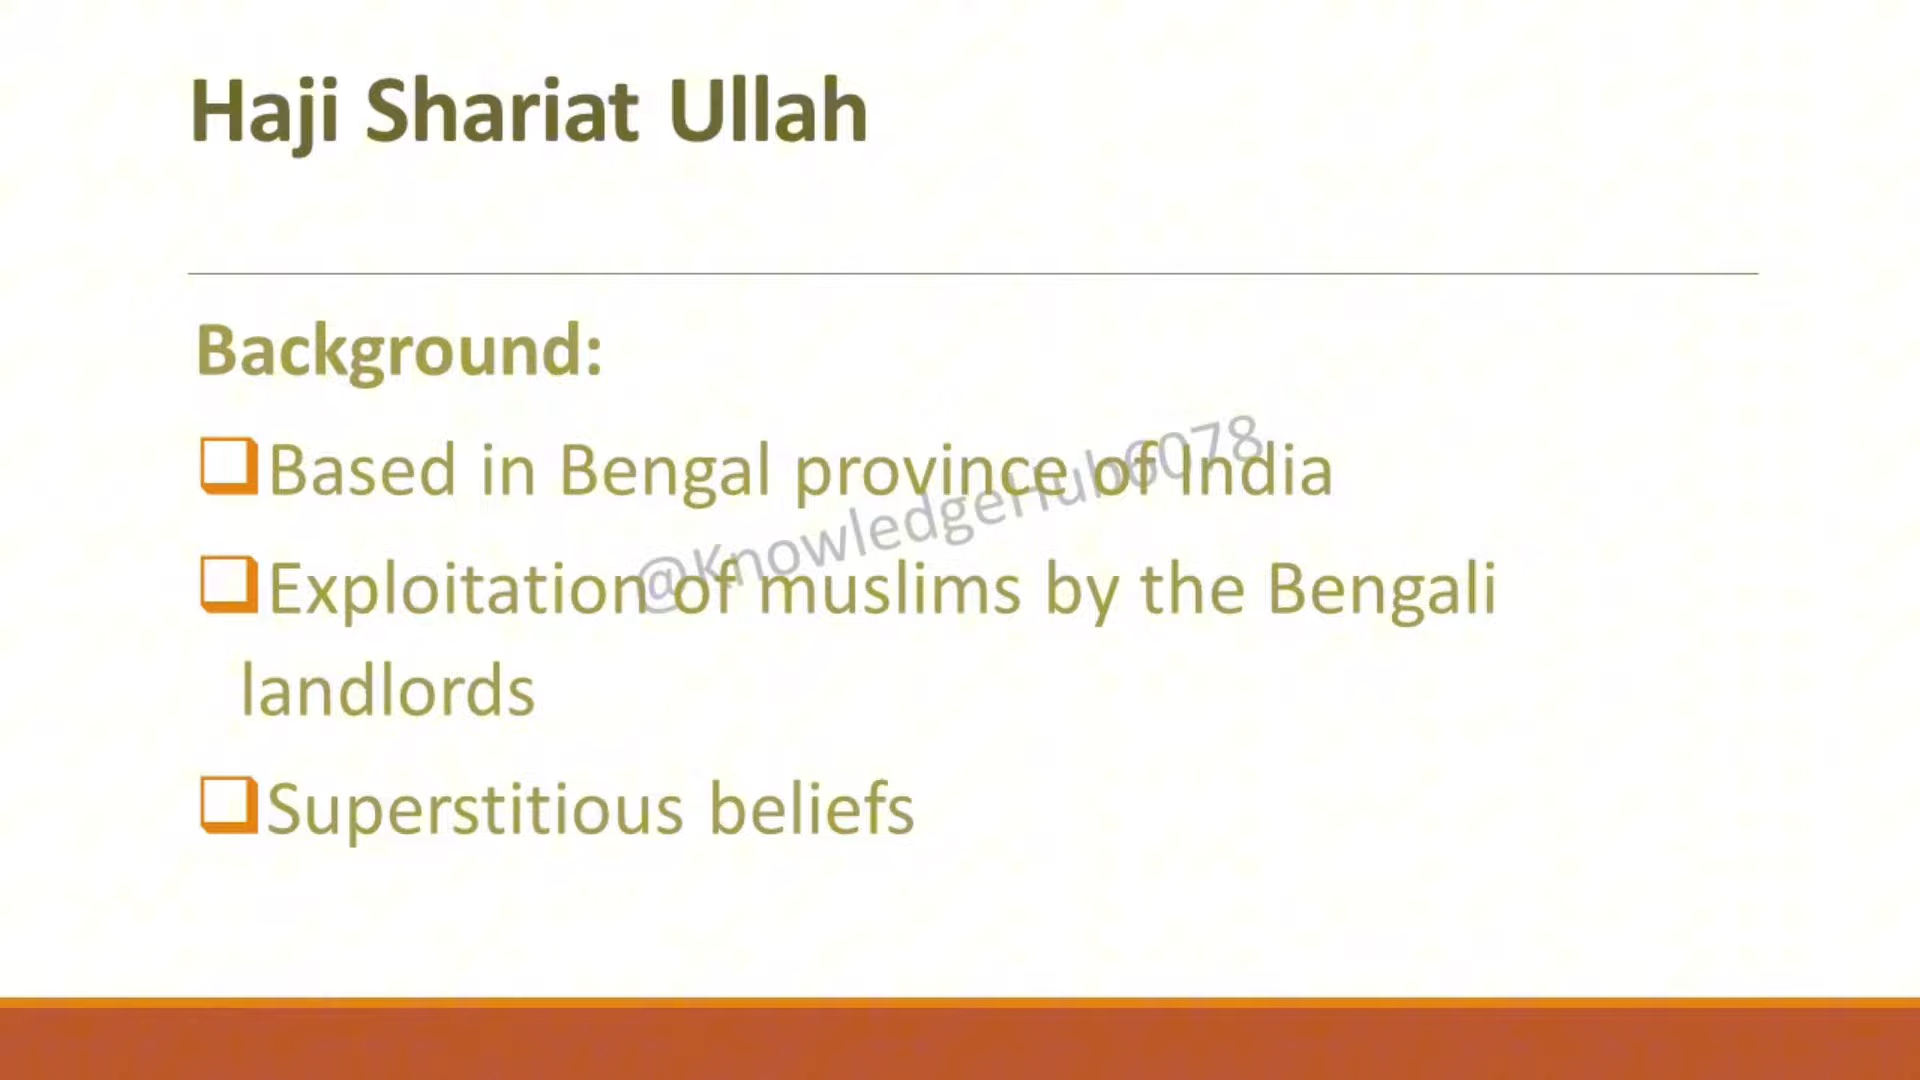 Haji Shariat Ullah
Background:
Based in Bengal province of India
Exploitation of muslims by the Bengali
landlords
Superstitious beliefs
@KnowledgeHub6078